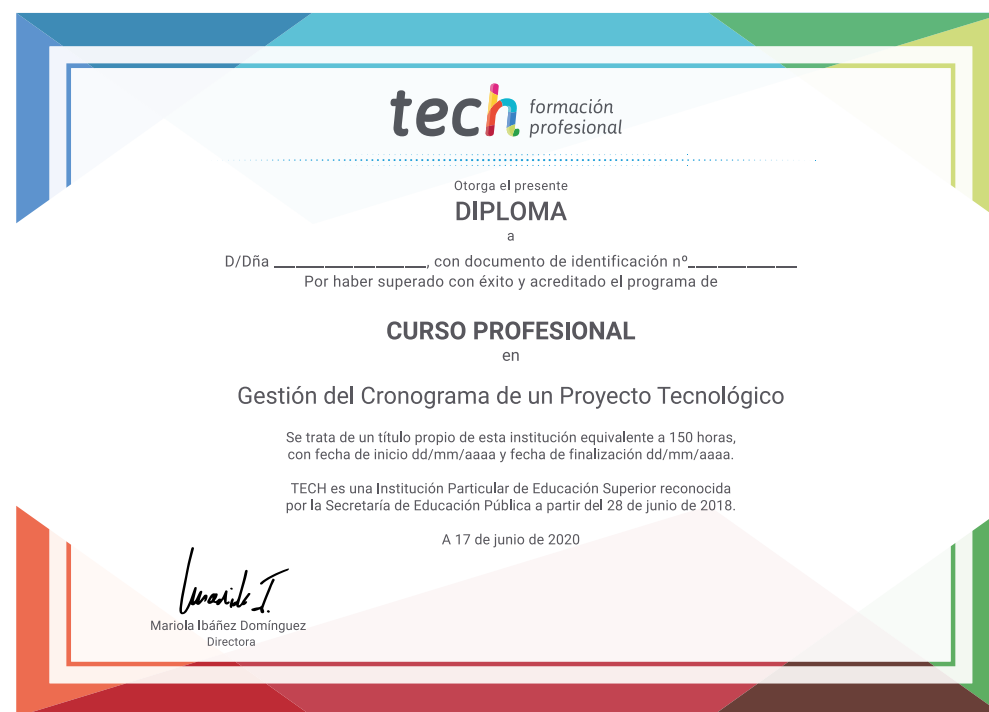 tech formación
profesional
Otorga el presente
DIPLOMA
a
D/Dña ______________, con documento de identificación nº__________
Por haber superado con éxito y acreditado el programa de
CURSO PROFESIONAL
en
Gestión del Cronograma de un Proyecto Tecnológico
Se trata de un título propio de esta institución equivalente a 150 horas,
con fecha de inicio dd/mm/aaaa y fecha de finalización dd/mm/aaaa.
TECH es una Institución Particular de Educación Superior reconocida
por la Secretaría de Educación Pública a partir del 28 de junio de 2018.
A 17 de junio de 2020
Mariola Ibáñez Domínguez
Directora